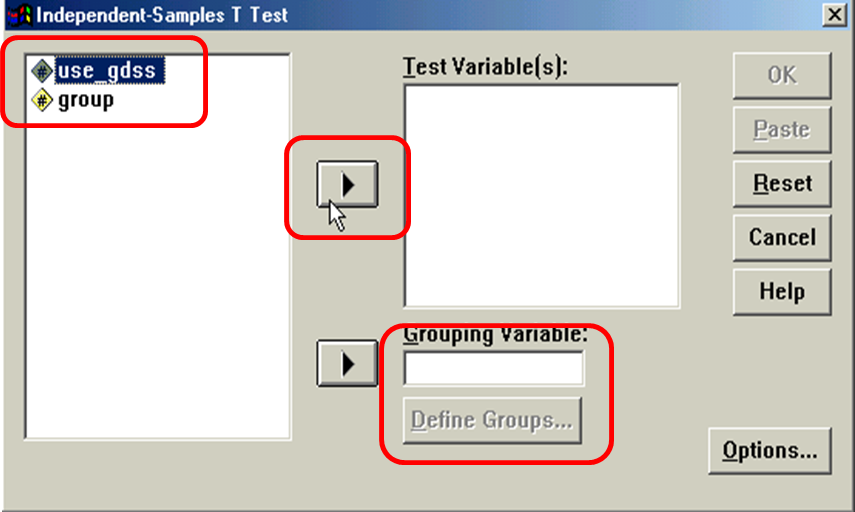 Independent-Samples T Test
use_gdss
group
Test Variable(s):
OK
Paste
Reset
Cancel
Help
Grouping Variable:
Define Groups...
Options...